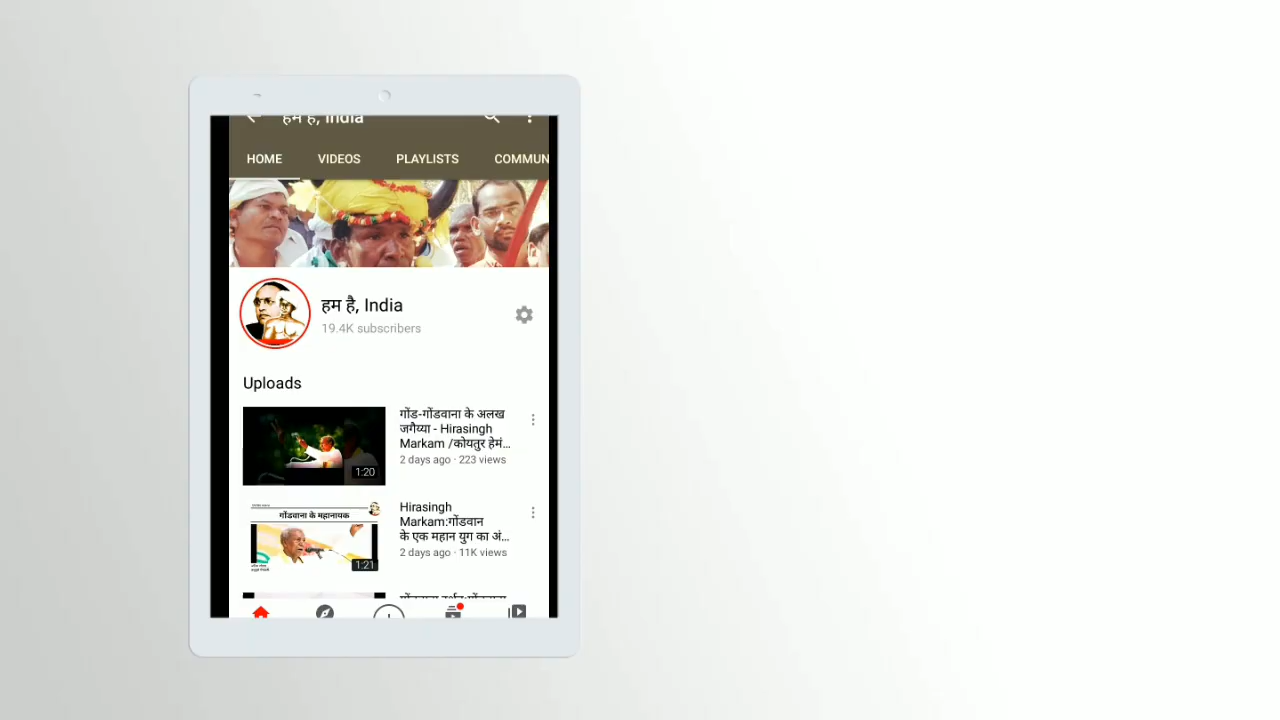 हम है, India
HOME VIDEOS PLAYLISTS COMMUN
हम है, India
19.4K subscribers
Uploads
गोंड-गोंडवाना के अलख
जगैय्या - Hirasingh
Markam /कोयतुर हेमं...
2 days ago · 223 views
1:20
गोंडवाना के महानायक
1:21
Hirasingh
Markam:गोंडवान
के एक महान युग का अं...
2 days ago · 11K views